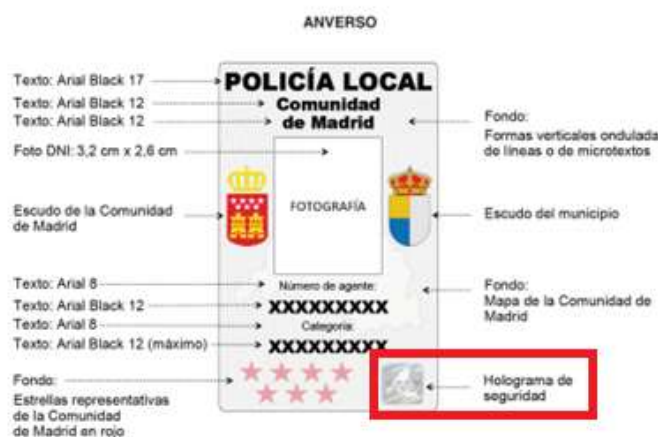 ANVERSO
Texto: Arial Black 17
Texto: Arial Black 12
Texto: Arial Black 12
Foto DNI: 3,2 cm x 2,6 cm
Escudo de la Comunidad
de Madrid
Texto: Arial 8
Texto: Arial Black 12
Texto: Arial 8
Texto: Arial Black 12 (máximo)
Fondo:
Estrellas representativas
de la Comunidad
de Madrid en rojo
POLICÍA LOCAL
Comunidad
de Madrid
FOTOGRAFÍA
Número de agente:
XXXXXXXXX
Categoría:
XXXXXXXXX
Fondo:
Formas verticales ondulada
de líneas o de microtextos
Escudo del municipio
Fondo:
Mapa de la Comunidad de
Madrid
Holograma de
seguridad